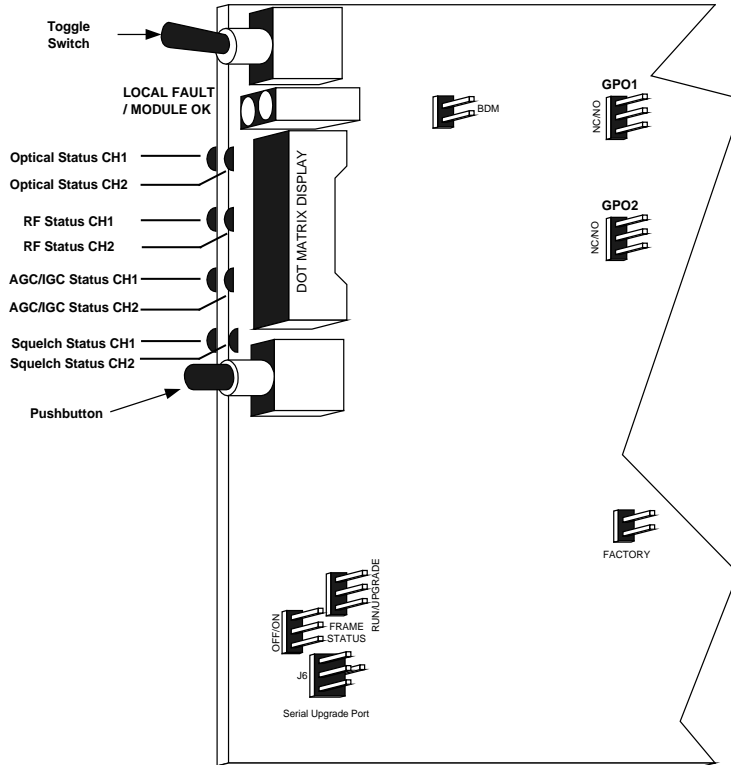 Toggle
Switch
LOCAL FAULT
/ MODULE OK
BDM
GPO1
NC/NO
Optical Status CH1
Optical Status CH2
RF Status CH1
RF Status CH2
AGC/IGC Status CH1
AGC/IGC Status CH2
Squelch Status CH1
Squelch Status CH2
DOT MATRIX DISPLAY
GPO2
NC/NO
Pushbutton
FACTORY
RUN/UPGRADE
OFF/ON
FRAME
STATUS
J6
Serial Upgrade Port